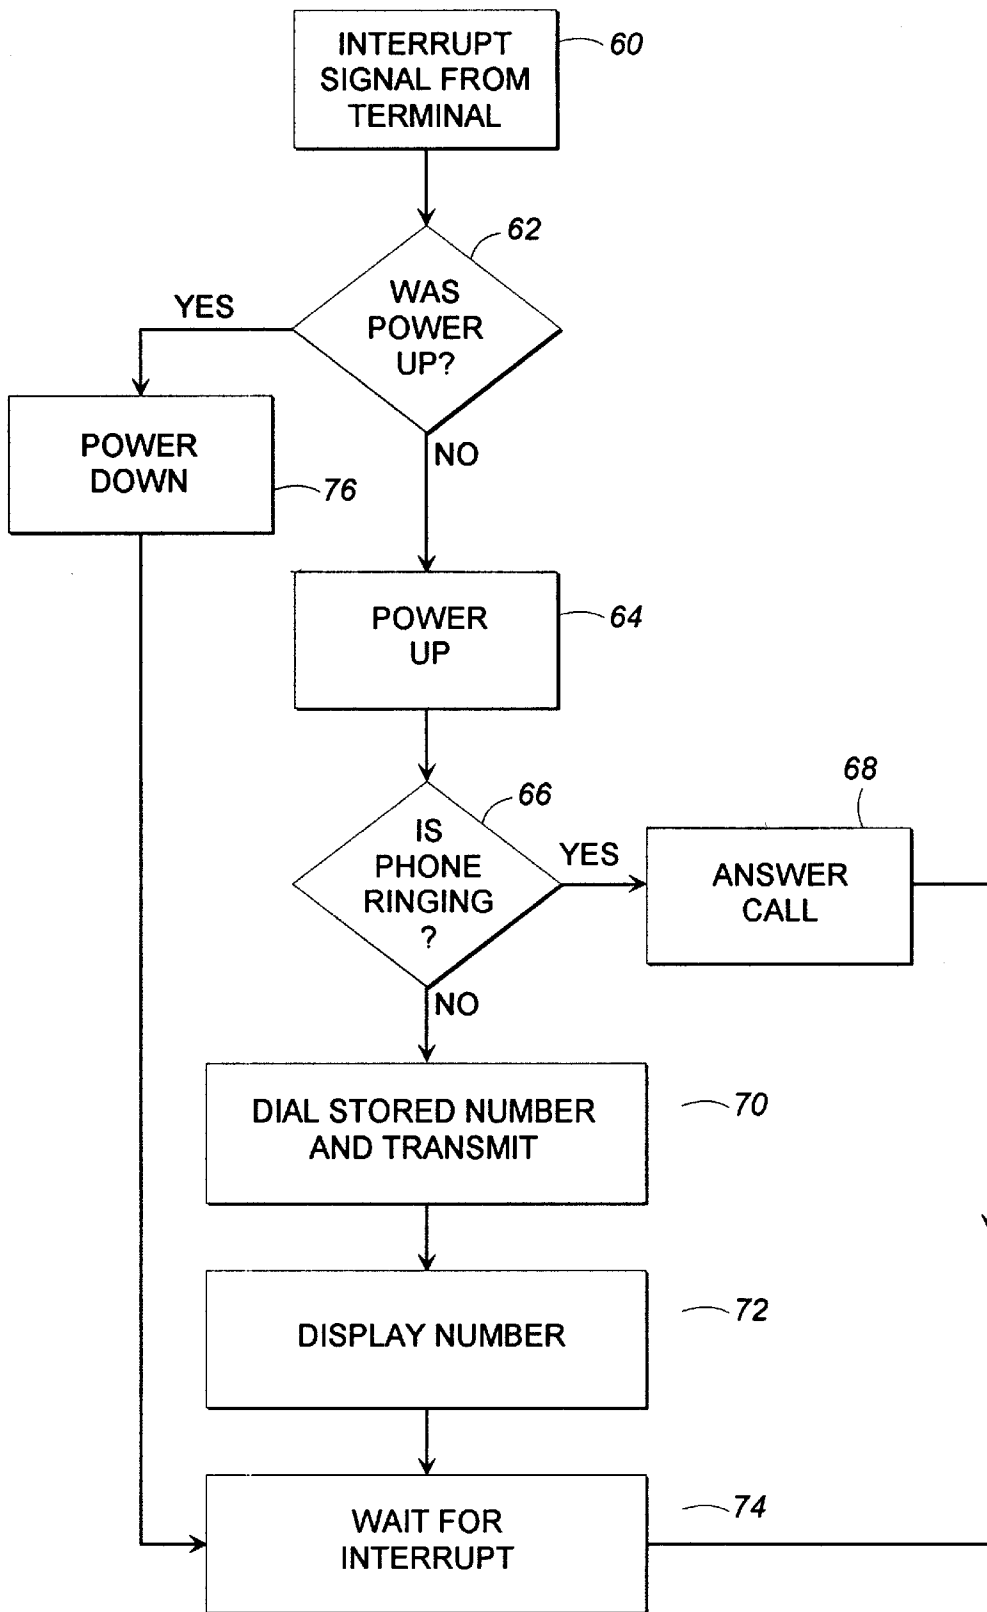 INTERRUPT
SIGNAL FROM
TERMINAL
60
62
WAS
POWER
UP?
YES
NO
POWER
DOWN
76
POWER
UP
64
66
IS
PHONE
RINGING
?
YES
68
ANSWER
CALL
NO
DIAL STORED NUMBER
AND TRANSMIT
70
DISPLAY NUMBER
72
WAIT FOR
INTERRUPT
74